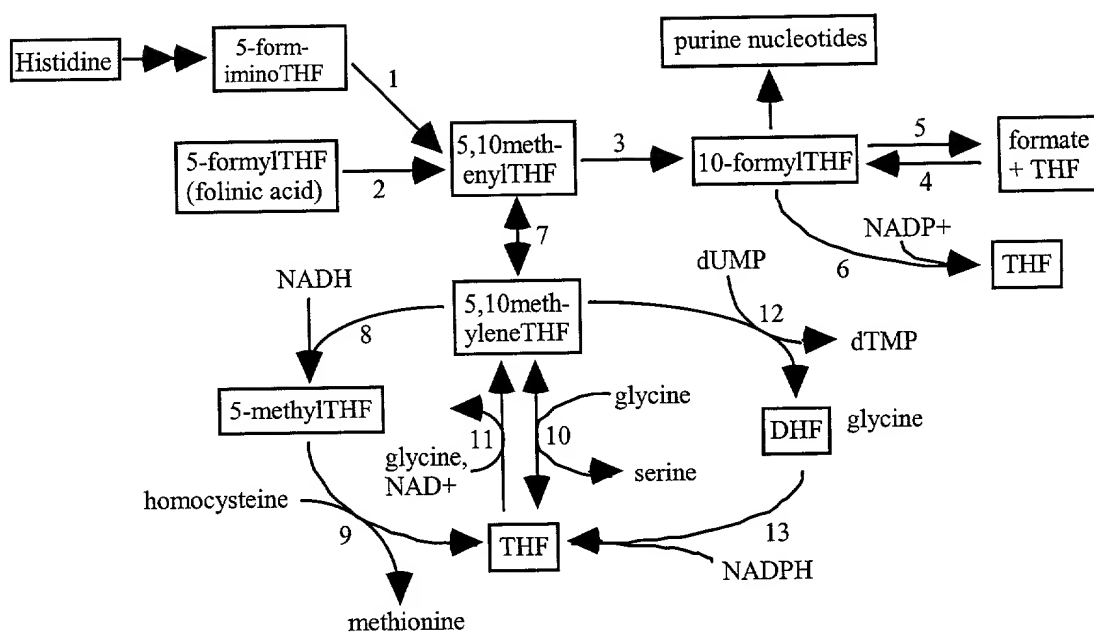 Histidine
5-form-
iminoTHF
1
purine nucleotides
5-formylTHF
(folinic acid)
2
5,10meth-
enylTHF
3
10-formylTHF
5
4
formate
+ THF
7
6
NADP+
THF
NADH
8
5,10meth-
yleneTHF
dUMP
12
dTMP
5-methylTHF
11
10
glycine
glycine,
NAD+
serine
DHF
glycine
homocysteine
9
THF
13
NADPH
methionine